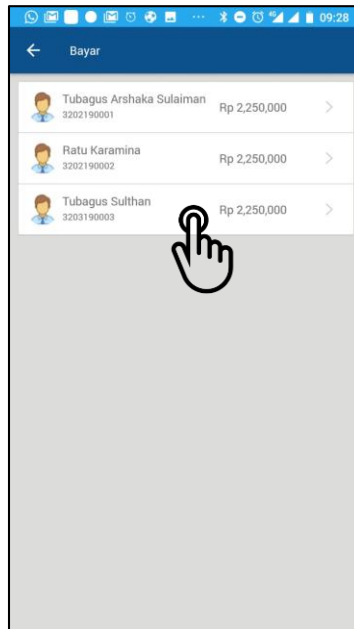 09:28
Bayar
Tubagus Arshaka Sulaiman
3202190001
Rp 2,250,000
Ratu Karamina
3202190002
Rp 2,250,000
Tubagus Sulthan
3203190003
Rp 2,250,000